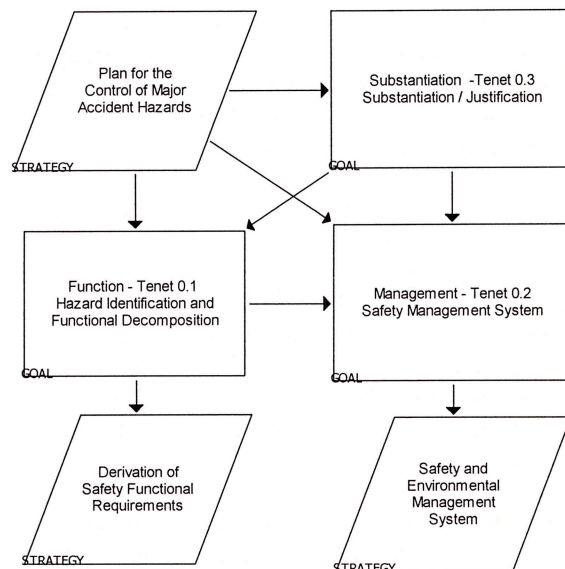 Plan for the
Control of Major
Accident Hazards
STRATEGY
Substantiation -Tenet 0.3
Substantiation / Justification
GOAL
Function - Tenet 0.1
Hazard Identification and
Functional Decomposition
GOAL
Management - Tenet 0.2
Safety Management System
GOAL
Derivation of
Safety Functional
Requirements
STRATEGY
Safety and
Environmental
Management
System
STRATEGY